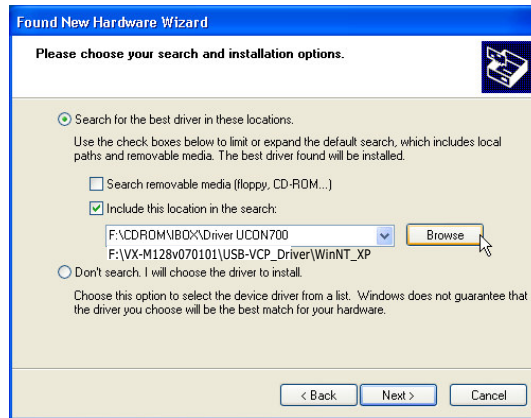 Found New Hardware Wizard
Please choose your search and installation options.
Search for the best driver in these locations.
Use the check boxes below to limit or expand the default search, which includes local
paths and removable media. The best driver found will be installed.
Search removable media (floppy, CD-ROM...)
Include this location in the search:
F:\CDROM\IBOX\Driver UCON700
Browse
F:\VX-M128v070101\USB-VCP_Driver\WinNT_XP
Don't search. I will choose the driver to install.
Choose this option to select the device driver from a list. Windows does not guarantee that
the driver you choose will be the best match for your hardware.
< Back
Next >
Cancel